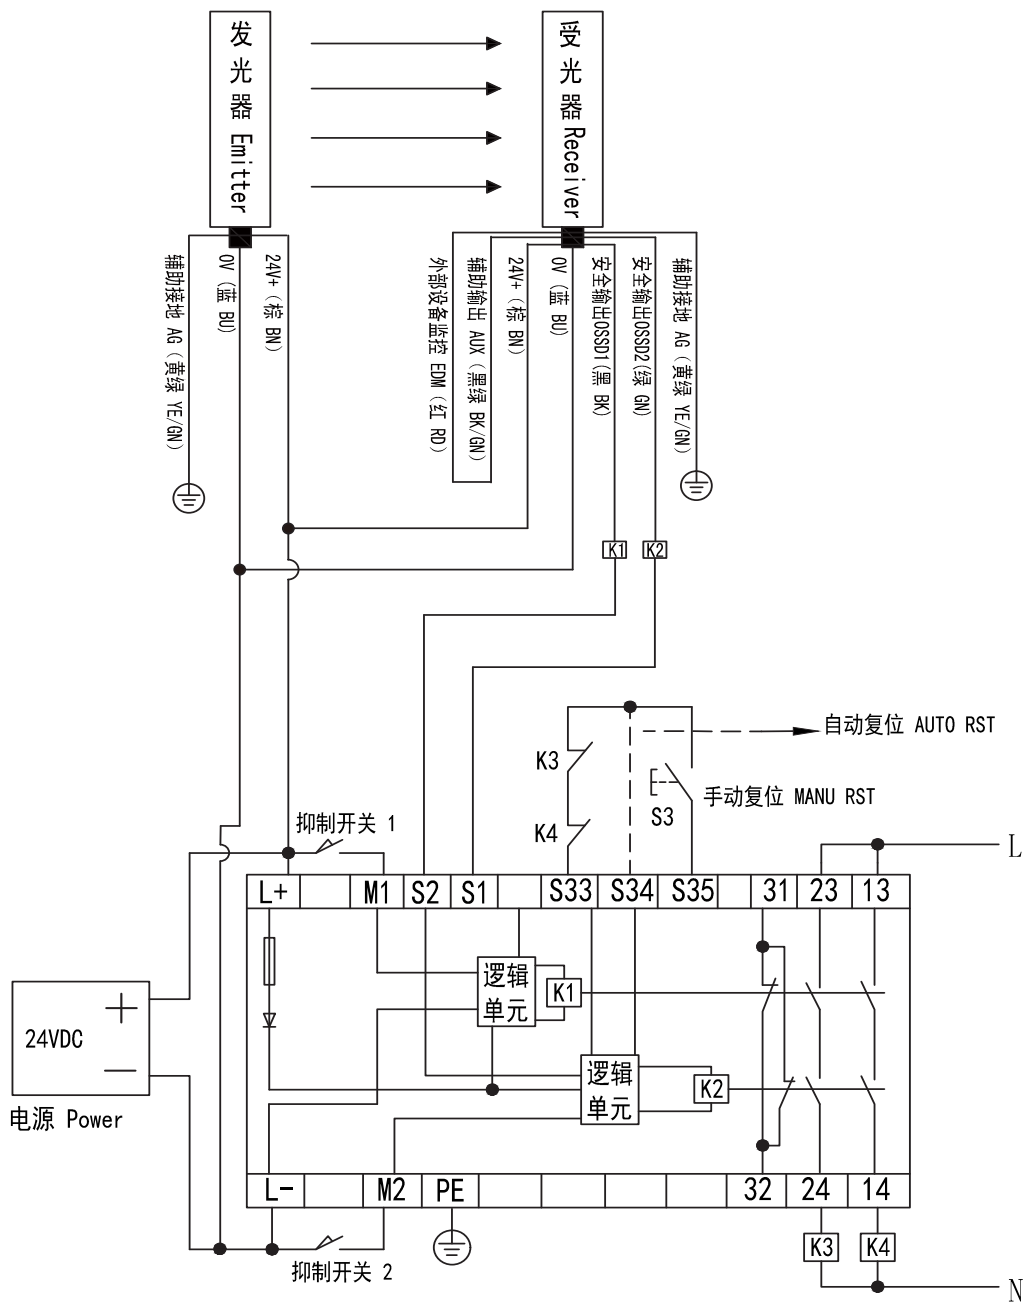 发光器 Emitter
受光器 Receiver
辅助接地 AG（黄绿 YE/GN）
0V（蓝 BU）
24V+（棕 BN）
外部设备监控 EDM（红 RD）
辅助输出 AUX（黑绿 BK/GN）
24V+（棕 BN）
0V（蓝 BU）
安全输出OSSD1(黑 BK)
安全输出OSSD2(绿 GN)
辅助接地 AG（黄绿 YE/GN）
K1
K2
自动复位 AUTO RST
K3
手动复位 MANU RST
S3
K4
抑制开关 1
L
L+
M1
S2
S1
S33
S34
S35
31
23
13
逻辑
单元
K1
24VDC
+
—
逻辑
单元
K2
电源 Power
L-
M2
PE
32
24
14
K3
K4
抑制开关 2
N